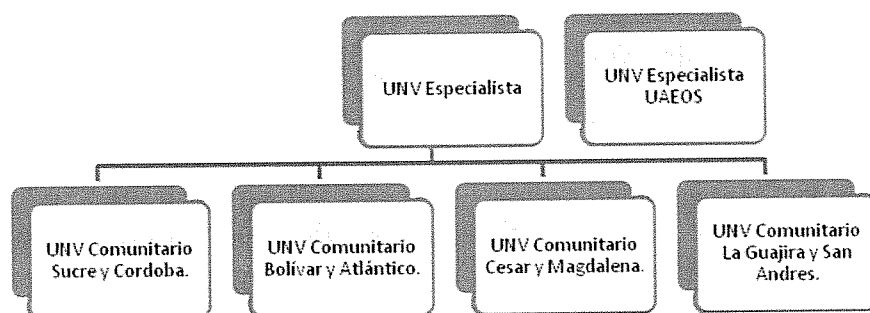 UNV Especialista
UNV Especialista
UAEOS
UNV Comunitario
Sucre y Cordoba.
UNV Comunitario
Bolívar y Atlántico.
UNV Comunitario
Cesar y Magdalena.
UNV Comunitario
La Guajira y San
Andres.